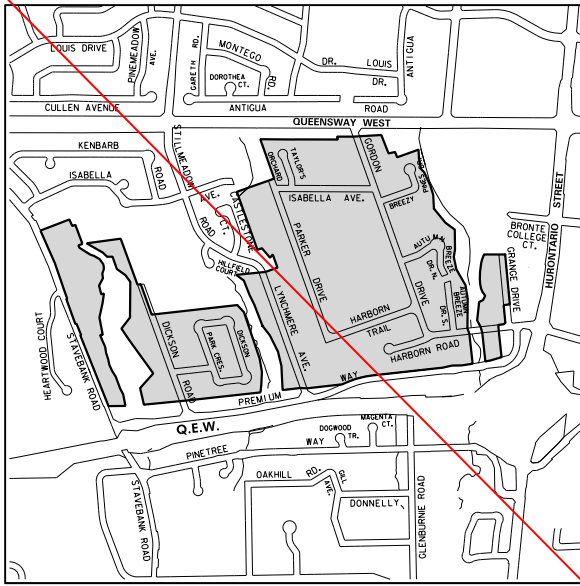 LOUIS DRIVE
PINEMEADOW
AVE.
GARETH RD.
MONTEGO
RD.
DOROTHEA
CT.
DR.
LOUIS
DR.
ANTIGUA
CULLEN AVENUE
ANTIGUA
ROAD
QUEENSWAY WEST
KENBARB
ROAD
ISABELLA
AVE.
STILLMEADOW
ROAD
CASTLESTONE
CT.
HILLFIELD
COURT
ORCHARD
TAYLOR'S
GORDON
DRIVE
ISABELLA AVE.
BREEZY
PINES
PARKER
DRIVE
AUTUMN
BREEZE
DR. N.
AUTUMN
BREEZE
DR. S.
HARBORN
TRAIL
HARBORN ROAD
BRONTE
COLLEGE
CT.
GRANGE DRIVE
HURONTARIO
STREET
LYNCHMERE
AVE.
DICKSON
ROAD
PARK CRES.
DICKSON
HEARTWOOD COURT
STAVEBANK ROAD
PREMIUM
WAY
Q.E.W.
PINETREE
WAY
DOGWOOD
TR.
MAGENTA
CT.
OAKHILL
RD.
GILL
AVE.
DONNELLY
STAVEBANK
ROAD
GLENBURNIE ROAD